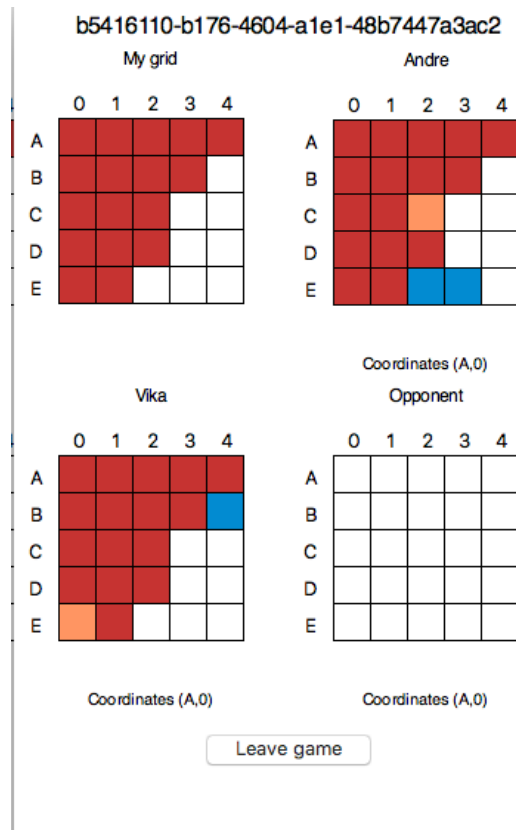 b5416110-b176-4604-a1e1-48b7447a3ac2
My grid
0 1 2 3 4
A
B
C
D
E
Andre
0 1 2 3 4
A
B
C
D
E
Coordinates (A,0)
Vika
0 1 2 3 4
A
B
C
D
E
Coordinates (A,0)
Opponent
0 1 2 3 4
A
B
C
D
E
Coordinates (A,0)
Leave game